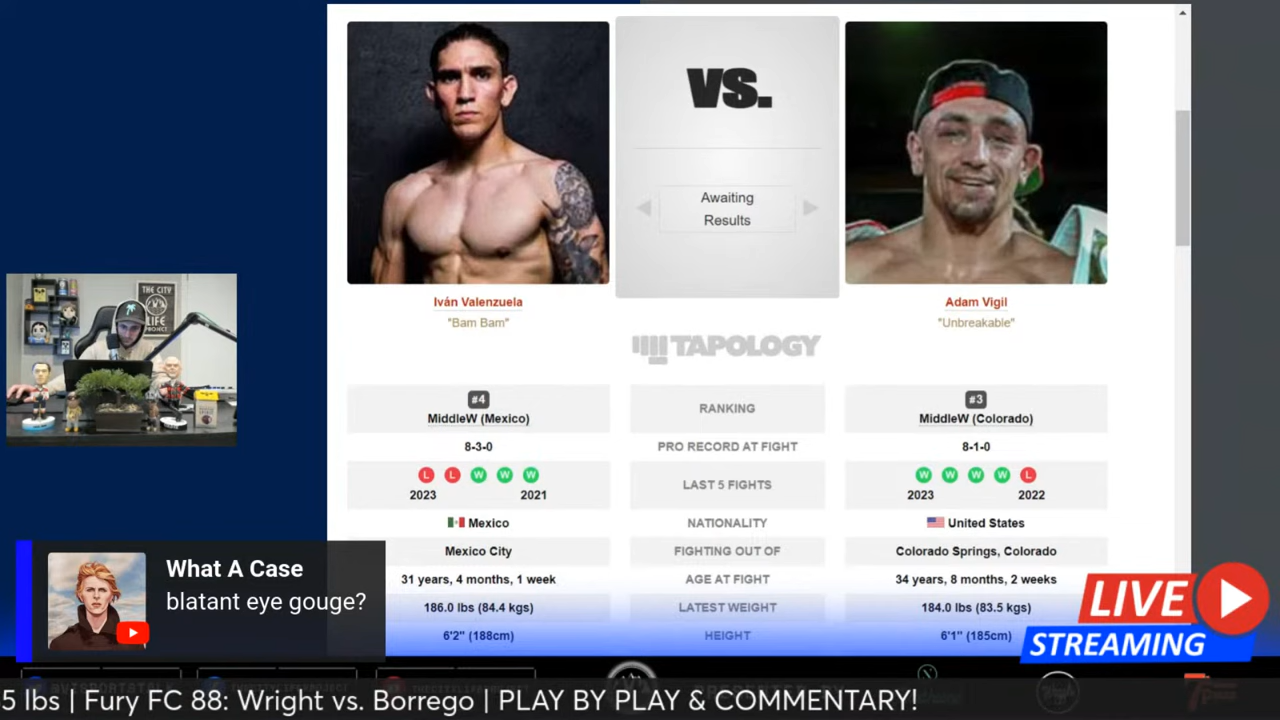 VS.
Awaiting
Results
Iván Valenzuela
"Bam Bam"
Adam Vigil
"Unbreakable"
TAPOLOGY
#4
MiddleW (Mexico)
RANKING
#3
MiddleW (Colorado)
8-3-0
PRO RECORD AT FIGHT
8-1-0
L L W W W
2023 2021
LAST 5 FIGHTS
W W W W L
2023 2022
Mexico
NATIONALITY
United States
Mexico City
FIGHTING OUT OF
Colorado Springs, Colorado
31 years, 4 months, 1 week
AGE AT FIGHT
34 years, 8 months, 2 weeks
186.0 lbs (84.4 kgs)
LATEST WEIGHT
184.0 lbs (83.5 kgs)
6'2" (188cm)
HEIGHT
6'1" (185cm)
THE CITY
LIFE
PROJECT
What A Case
blatant eye gouge?
LIVE
STREAMING
5 lbs | Fury FC 88: Wright vs. Borrego | PLAY BY PLAY & COMMENTARY!